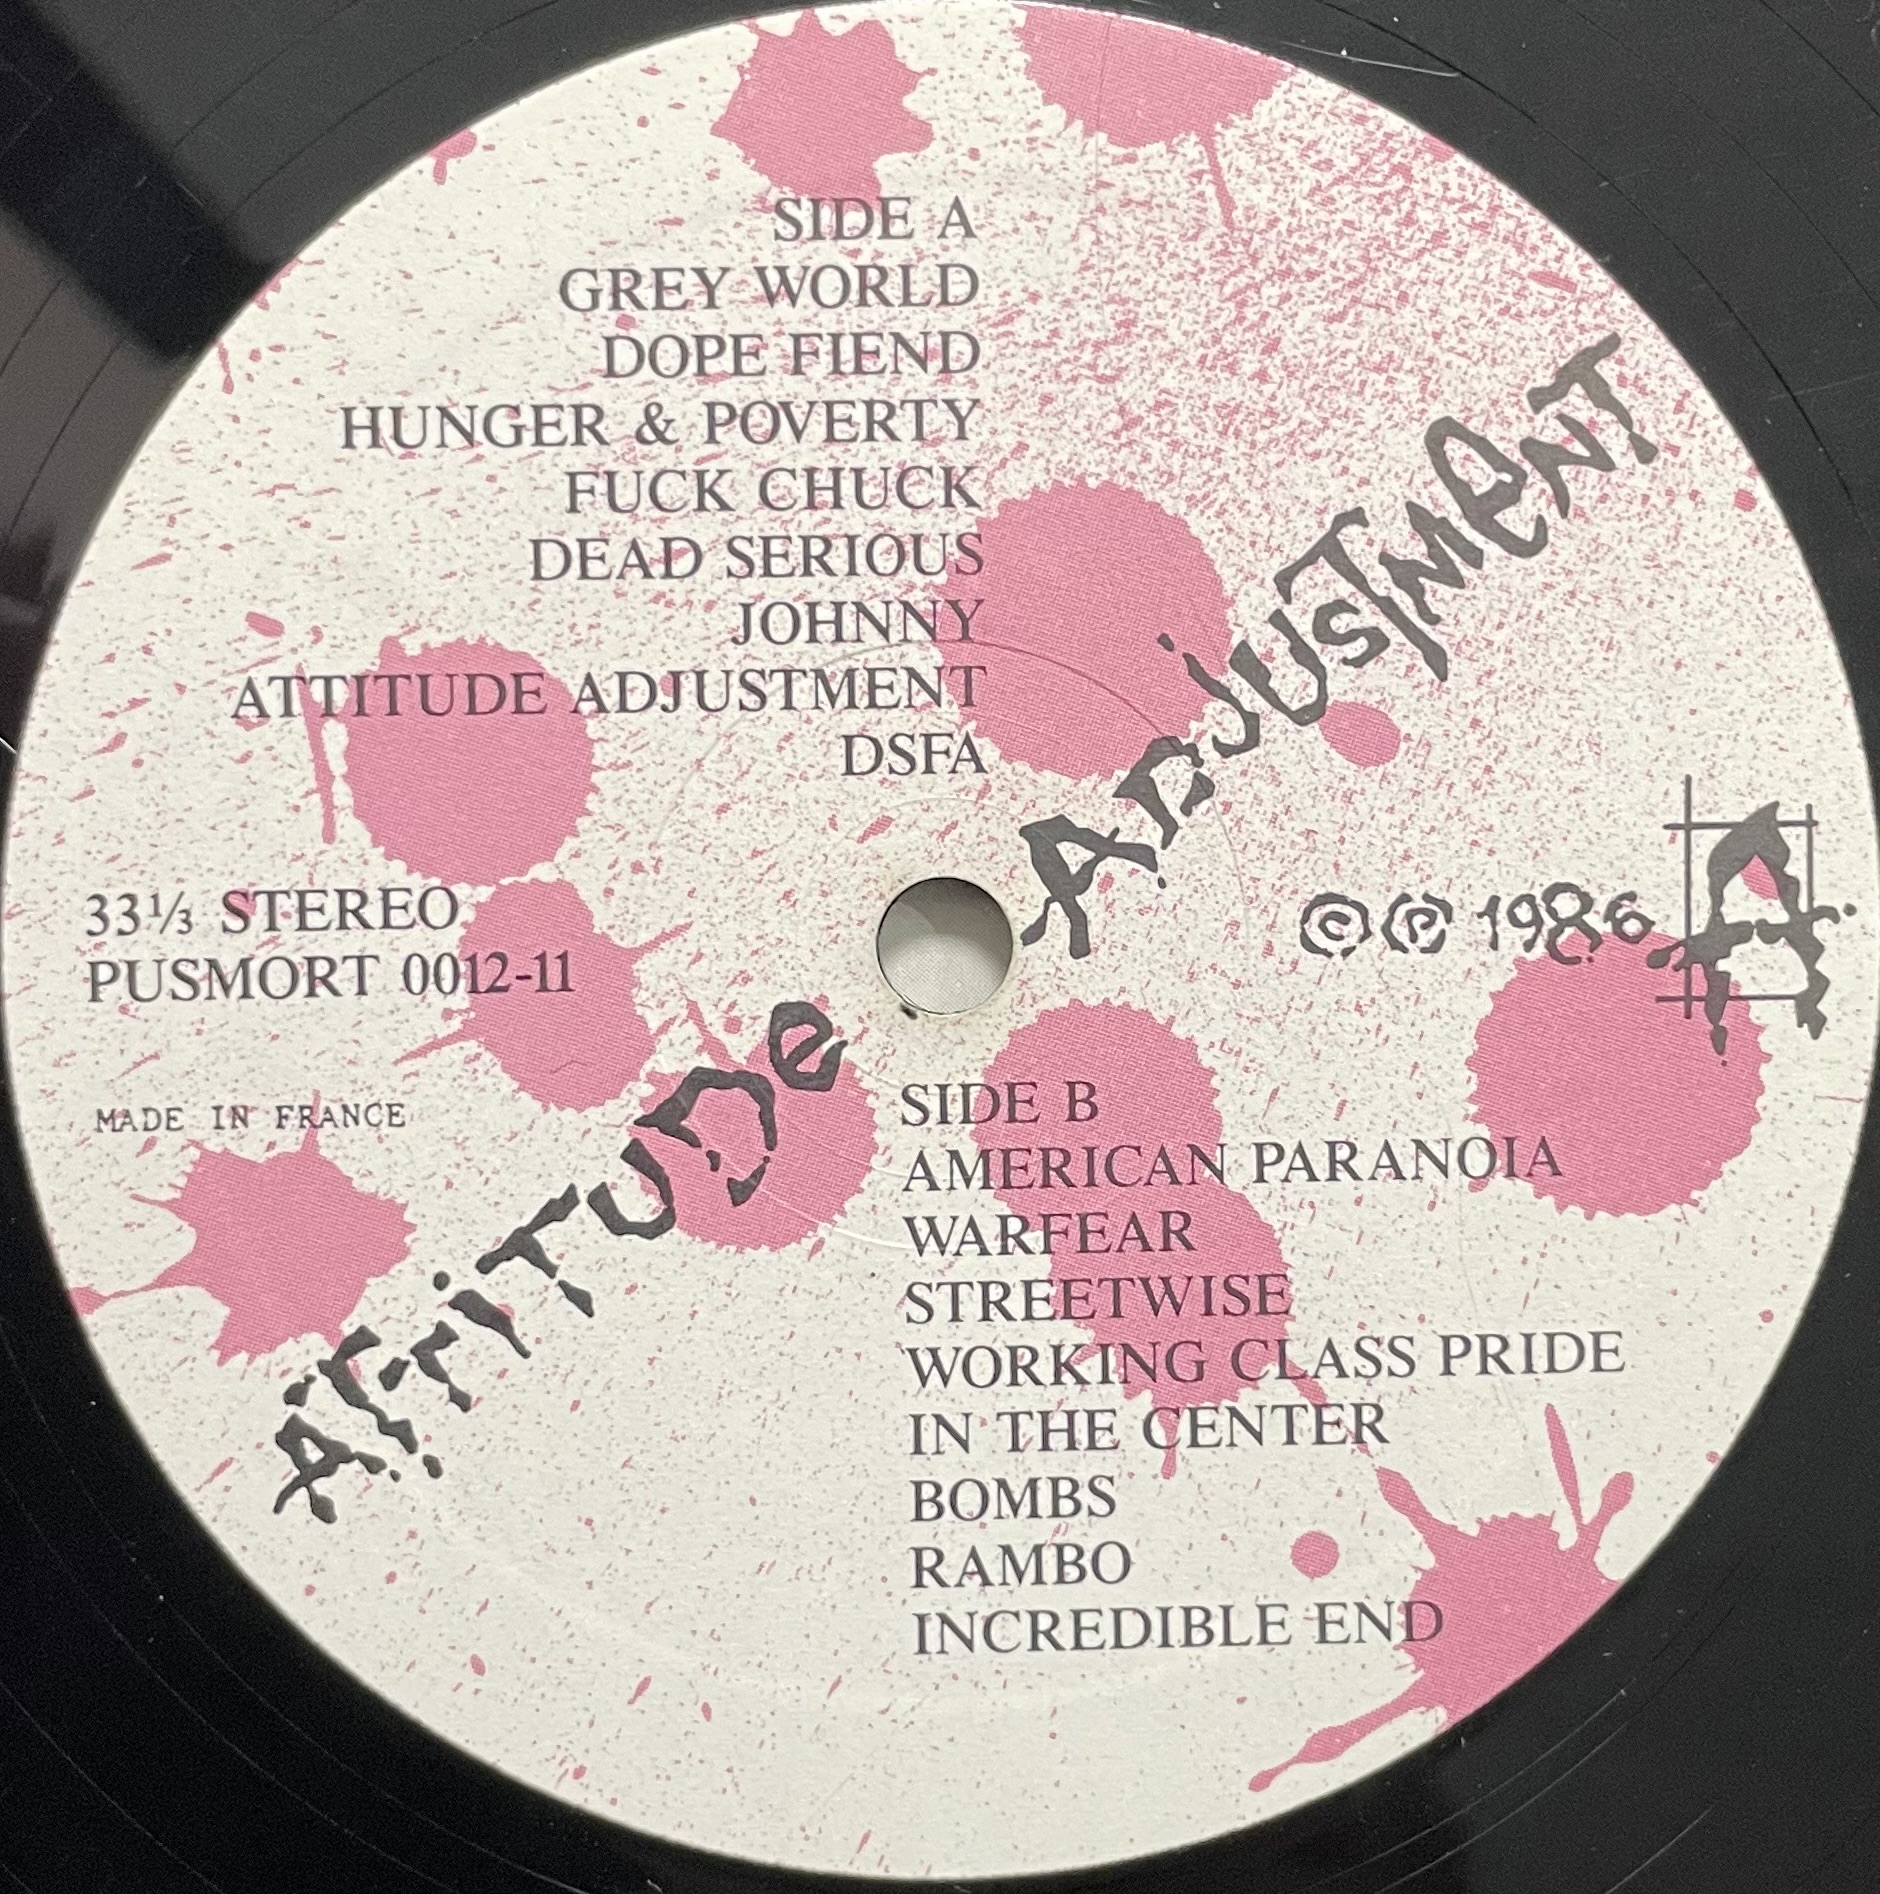 SIDE A
GREY WORLD
DOPE FIEND
HUNGER & POVERTY
FUCK CHUCK
DEAD SERIOUS
JOHNNY
ATTITUDE ADJUSTMENT
DSFA
33⅓ STEREO
PUSMORT 0012-11
MADE IN FRANCE
ATTiTUDe ADjUsTMeNT
©℗ 1986
A
SIDE B
AMERICAN PARANOIA
WARFEAR
STREETWISE
WORKING CLASS PRIDE
IN THE CENTER
BOMBS
RAMBO
INCREDIBLE END